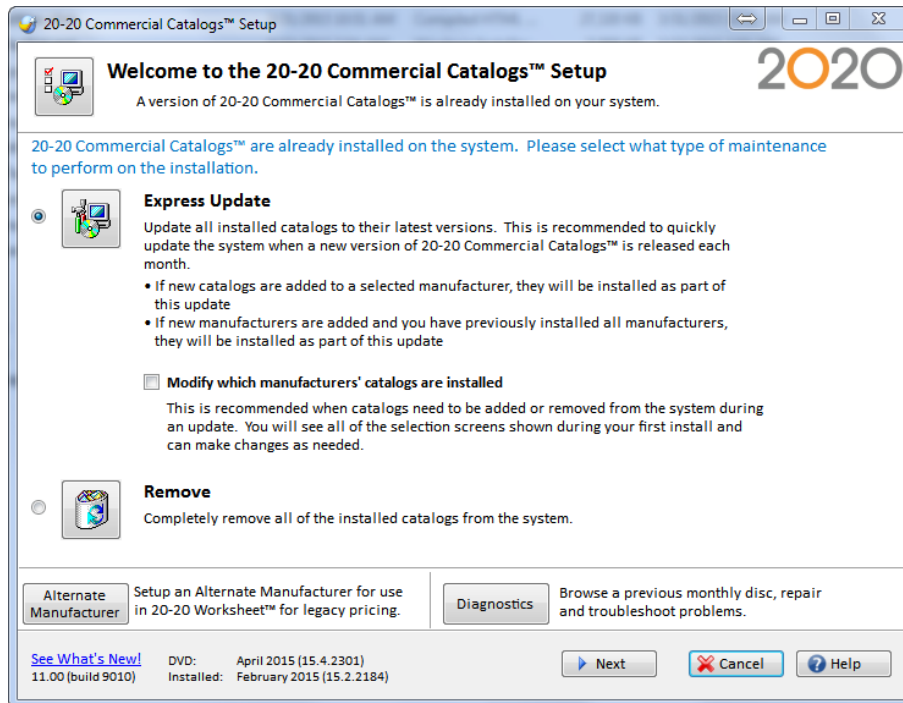 20-20 Commercial Catalogs™ Setup
Welcome to the 20-20 Commercial Catalogs™ Setup
2020
A version of 20-20 Commercial Catalogs™ is already installed on your system.
20-20 Commercial Catalogs™ are already installed on the system. Please select what type of maintenance
to perform on the installation.
Express Update
Update all installed catalogs to their latest versions. This is recommended to quickly
update the system when a new version of 20-20 Commercial Catalogs™ is released each
month.
• If new catalogs are added to a selected manufacturer, they will be installed as part of
this update
• If new manufacturers are added and you have previously installed all manufacturers,
they will be installed as part of this update
Modify which manufacturers' catalogs are installed
This is recommended when catalogs need to be added or removed from the system during
an update. You will see all of the selection screens shown during your first install and
can make changes as needed.
Remove
Completely remove all of the installed catalogs from the system.
Alternate
Manufacturer
Setup an Alternate Manufacturer for use
in 20-20 Worksheet™ for legacy pricing.
Diagnostics
Browse a previous monthly disc, repair
and troubleshoot problems.
See What's New!
11.00 (build 9010)
DVD: April 2015 (15.4.2301)
Installed: February 2015 (15.2.2184)
Next
Cancel
Help